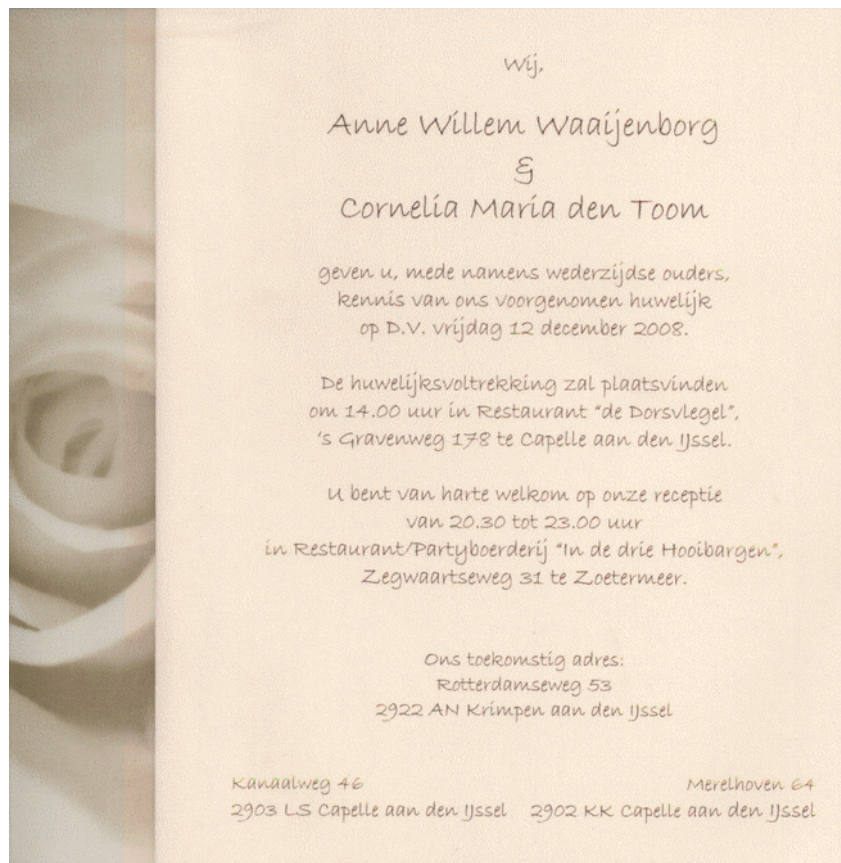 Wij,
Anne Willem Waaijenborg
&
Cornelia Maria den Toom
geven u, mede namens wederzijdse ouders,
kennis van ons voorgenomen huwelijk
op D.V. vrijdag 12 december 2008.
De huwelijksvoltrekking zal plaatsvinden
om 14.00 uur in Restaurant "de Dorsvlegel",
's Gravenweg 178 te Capelle aan den IJssel.
U bent van harte welkom op onze receptie
van 20.30 tot 23.00 uur
in Restaurant/Partyboerderij "In de drie Hooibargen",
Zegwaartseweg 31 te Zoetermeer.
Ons toekomstig adres:
Rotterdamseweg 53
2922 AN Krimpen aan den IJssel
Kanaalweg 46 Merelhoven 64
2903 LS Capelle aan den IJssel 2902 KK Capelle aan den IJssel